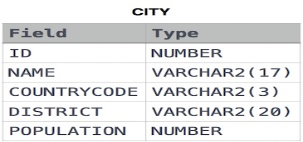 CITY
Field Type
ID NUMBER
NAME VARCHAR2(17)
COUNTRYCODE VARCHAR2(3)
DISTRICT VARCHAR2(20)
POPULATION NUMBER